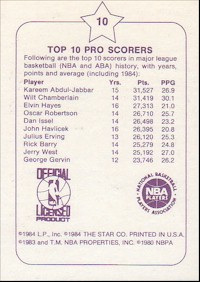 10
TOP 10 PRO SCORERS
Following are the top 10 scorers in major league
basketball (NBA and ABA) history, with years,
points and average (including 1984):
Player Yrs. Pts. PPG
Kareem Abdul-Jabbar 15 31,527 26.9
Wilt Chamberlain 14 31,419 30.1
Elvin Hayes 16 27,313 21.0
Oscar Robertson 14 26,710 25.7
Dan Issel 14 26,498 23.2
John Havlicek 16 26,395 20.8
Julius Erving 13 26,120 25.3
Rick Barry 14 25,279 24.8
Jerry West 14 25,192 27.0
George Gervin 12 23,746 26.2
OFFICIAL
NBA
LICENSED
PRODUCT
NATIONAL BASKETBALL
NBA
PLAYERS
PLAYERS ASSOCIATION
©1984 L.P., Inc. ©1984 THE STAR CO. PRINTED IN U.S.A.
©1983 and T.M. NBA PROPERTIES, INC. ©1980 NBPA